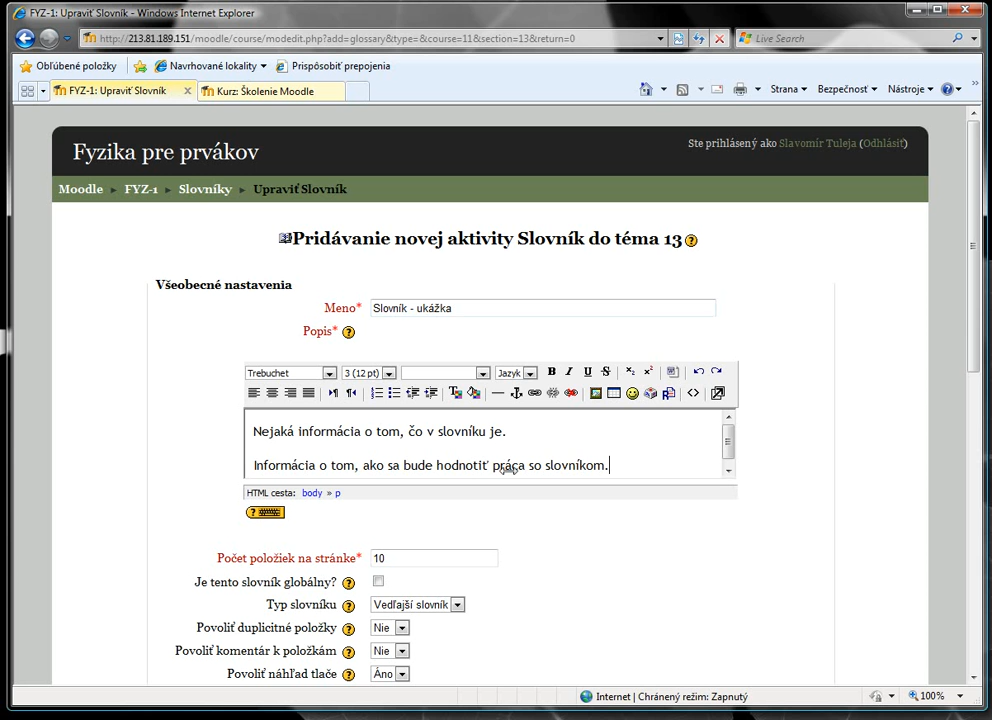 FYZ-1: Upraviť Slovník - Windows Internet Explorer
http://213.81.189.151/moodle/course/modedit.php?add=glossary&type=&course=11&section=13&return=0
Live Search
Obľúbené položky
Navrhované lokality
Prispôsobiť prepojenia
FYZ-1: Upraviť Slovník
Kurz: Školenie Moodle
Strana
Bezpečnosť
Nástroje
Fyzika pre prvákov
Ste prihlásený ako Slavomír Tuleja (Odhlásiť)
Moodle ► FYZ-1 ► Slovníky ► Upraviť Slovník
Pridávanie novej aktivity Slovník do téma 13
Všeobecné nastavenia
Meno*
Slovník - ukážka
Popis*
Trebuchet
3 (12 pt)
Jazyk
B I U S
Nejaká informácia o tom, čo v slovníku je.
Informácia o tom, ako sa bude hodnotiť práca so slovníkom.
HTML cesta: body » p
Počet položiek na stránke*
10
Je tento slovník globálny?
Typ slovníku
Vedľajší slovník
Povoliť duplicitné položky
Nie
Povoliť komentár k položkám
Nie
Povoliť náhľad tlače
Áno
Internet | Chránený režim: Zapnutý
100%